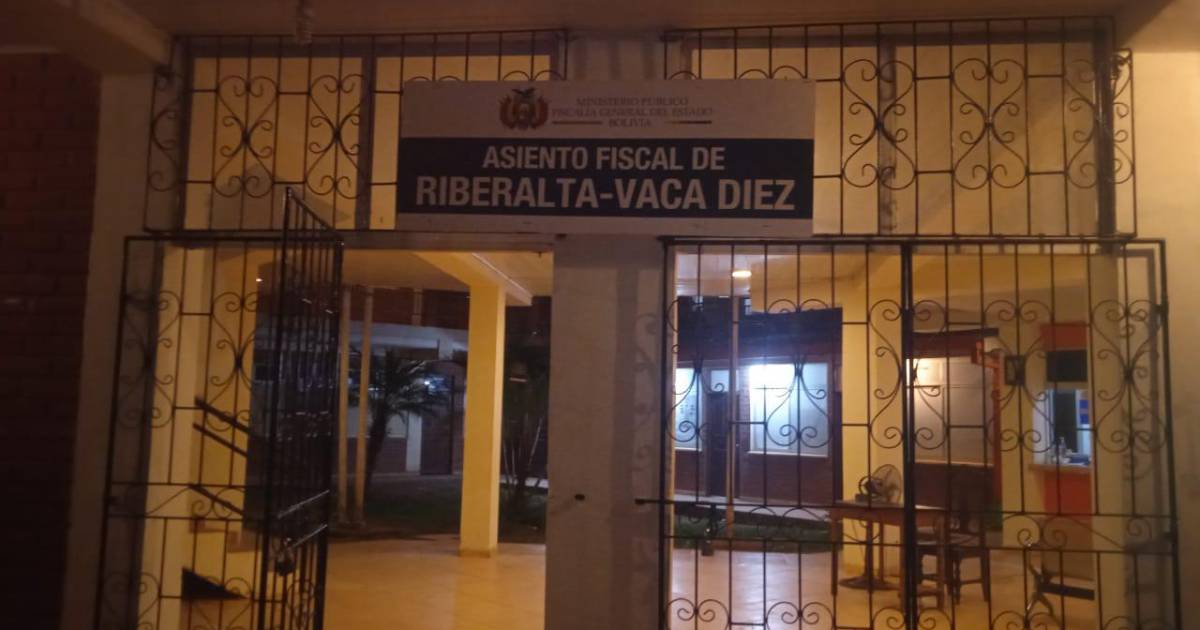 MINISTERIO PÚBLICO
FISCALÍA GENERAL DEL ESTADO
BOLIVIA
ASIENTO FISCAL DE
RIBERALTA-VACA DIEZ